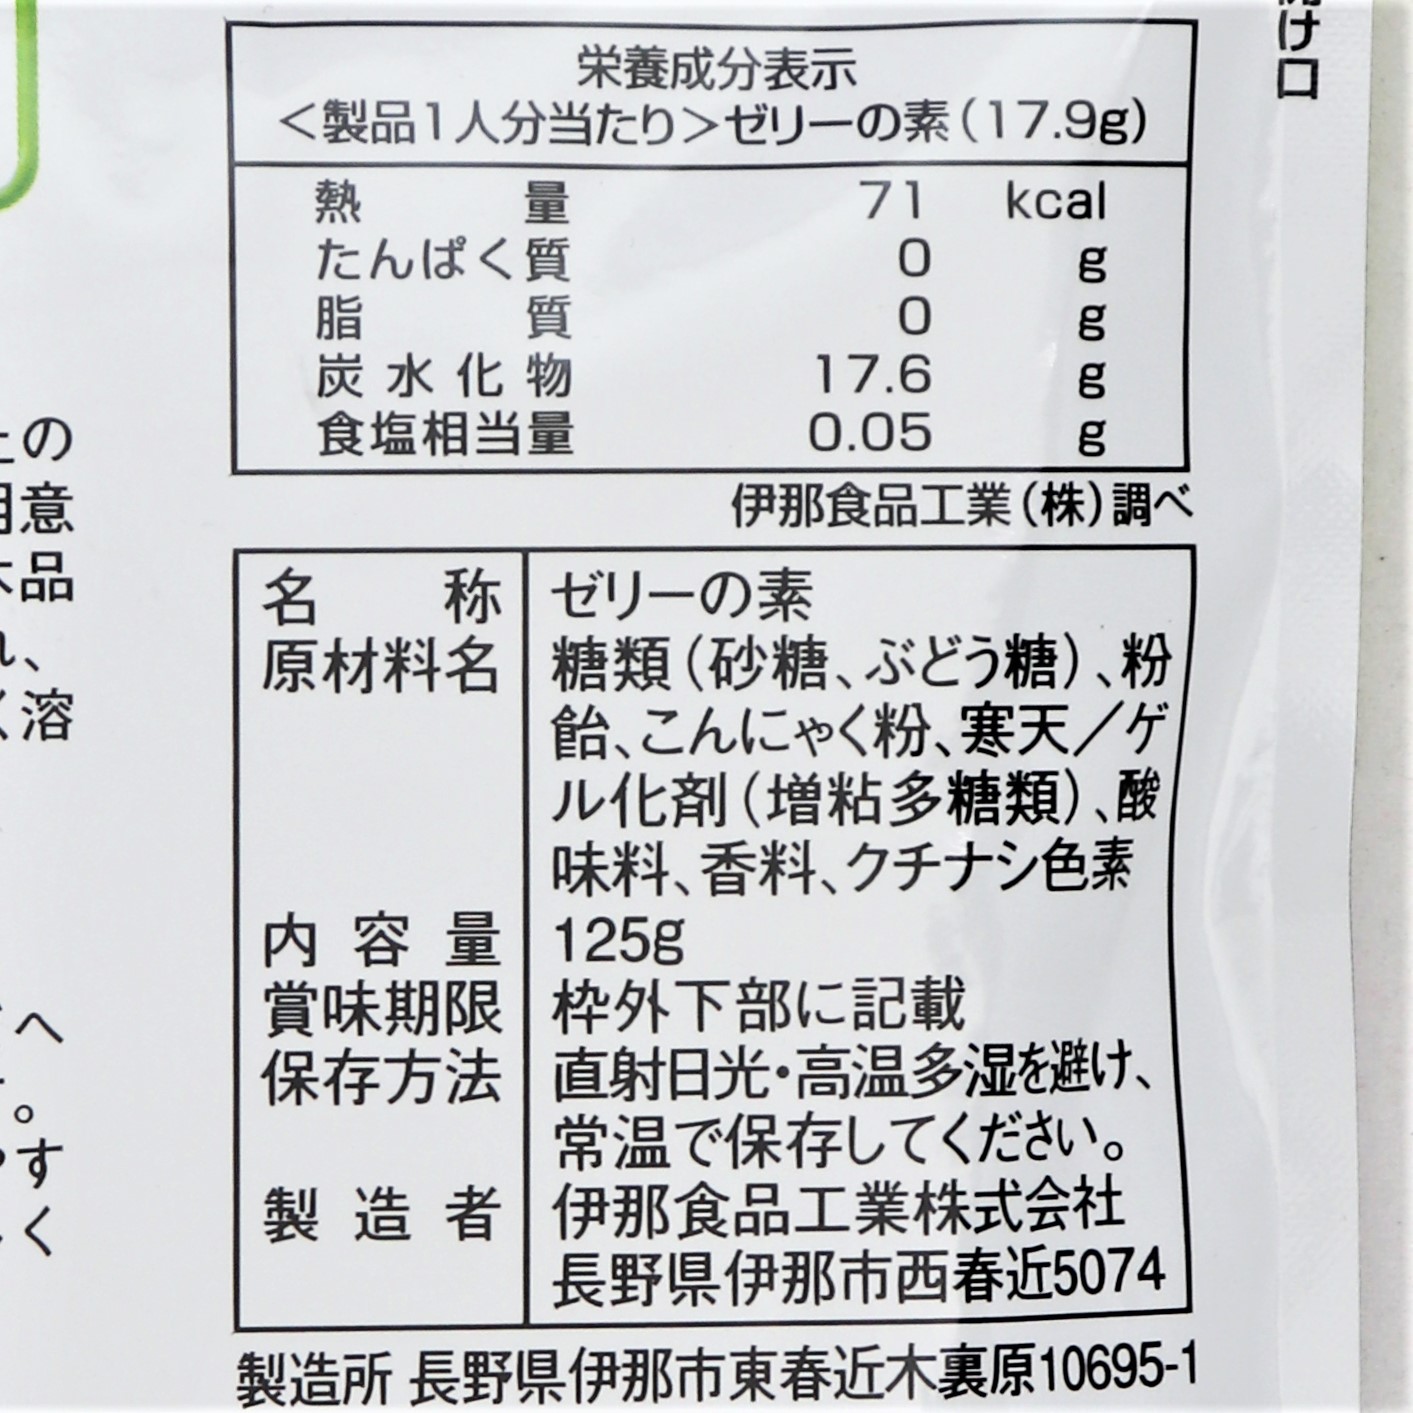 け口
栄養成分表示
<製品1人分当たり>ゼリーの素(17.9g)
熱量 71 kcal
たんぱく質 0 g
脂質 0 g
炭水化物 17.6 g
食塩相当量 0.05 g
伊那食品工業(株)調べ
名称 ゼリーの素
原材料名 糖類(砂糖、ぶどう糖)、粉
飴、こんにゃく粉、寒天/ゲ
ル化剤(増粘多糖類)、酸
味料、香料、クチナシ色素
内容量 125g
賞味期限 枠外下部に記載
保存方法 直射日光・高温多湿を避け、
常温で保存してください。
製造者 伊那食品工業株式会社
長野県伊那市西春近5074
製造所 長野県伊那市東春近木裏原10695-1
の
意
品
、
溶
へ
。
す
く